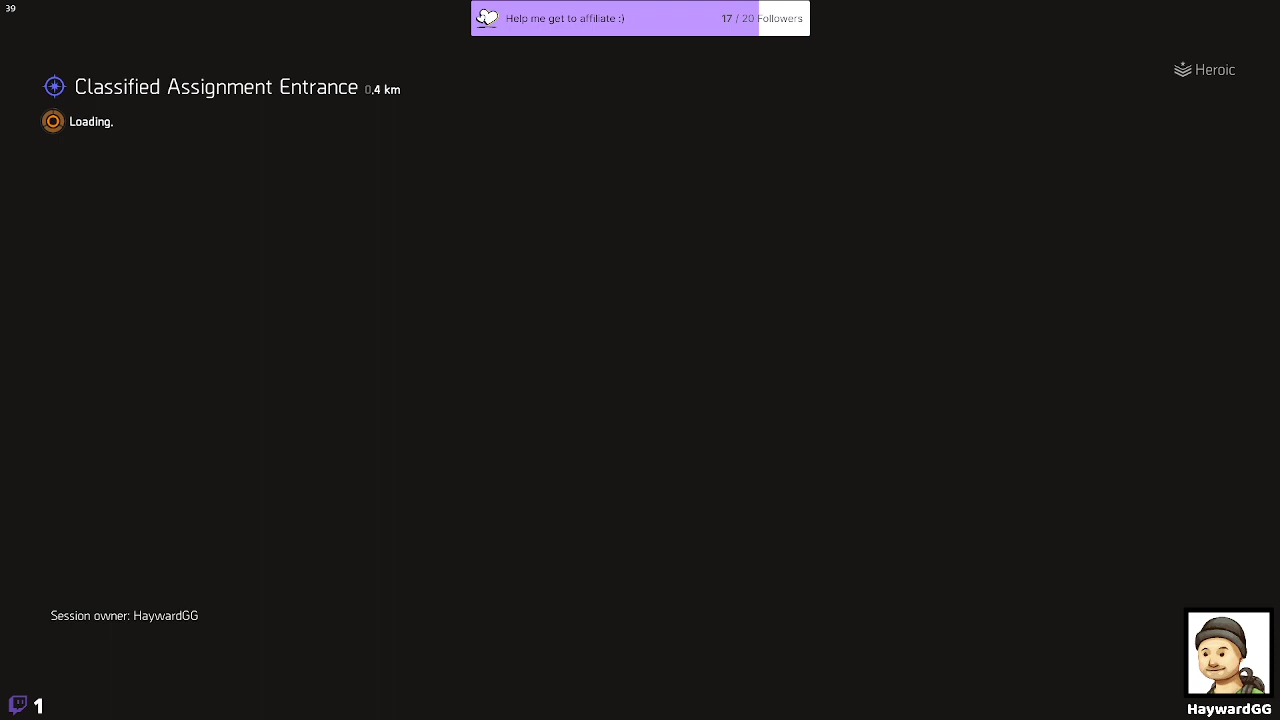 39
Help me get to affiliate :) 17 / 20 Followers
Heroic
Classified Assignment Entrance 0.4 km
Loading.
Session owner: HaywardGG
1
HaywardGG